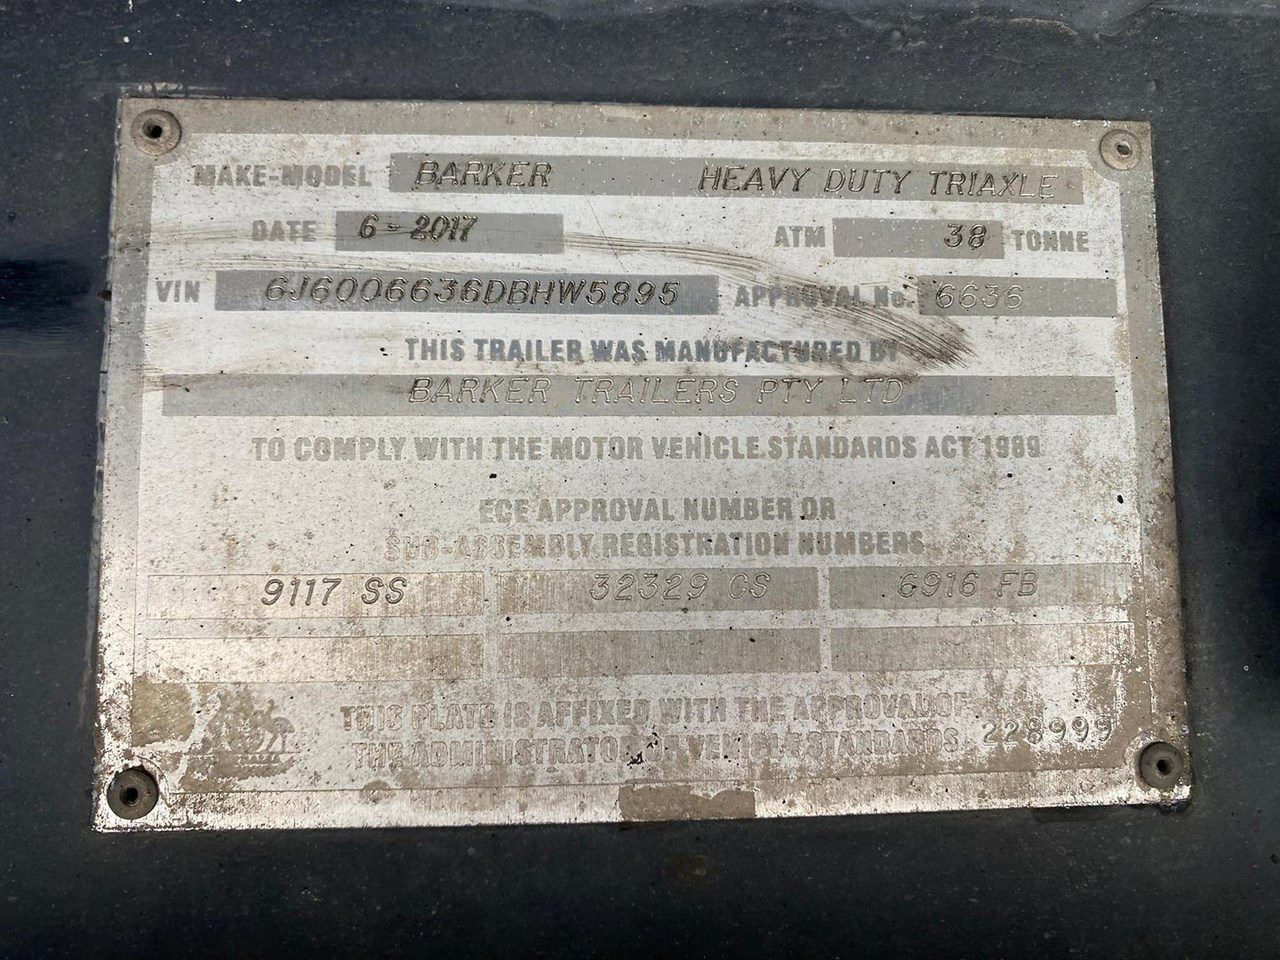 MAKE-MODEL BARKER HEAVY DUTY TRIAXLE
DATE 6-2017 ATM 38 TONNE
VIN 6J6006636DBHW5895 APPROVAL No. 6636
THIS TRAILER WAS MANUFACTURED BY
BARKER TRAILERS PTY LTD
TO COMPLY WITH THE MOTOR VEHICLE STANDARDS ACT 1989
ECE APPROVAL NUMBER OR
SUB-ASSEMBLY REGISTRATION NUMBERS
9117 SS 32329 CS 6916 FB
THIS PLATE IS AFFIXED WITH THE APPROVAL OF
THE ADMINISTRATOR OF VEHICLE STANDARDS 228999